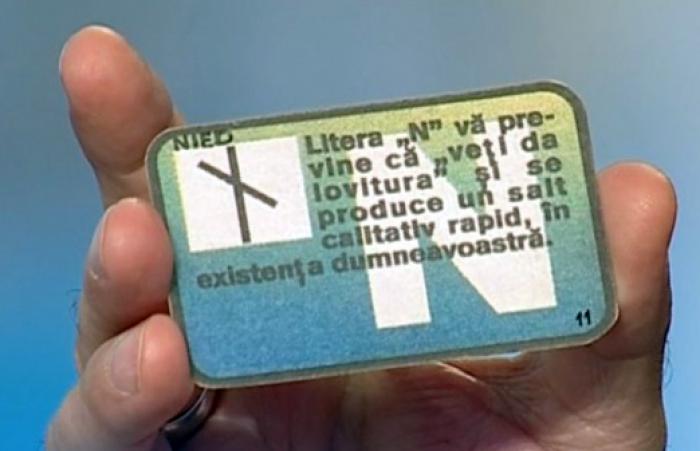 NIED
Litera „N” vă pre-
vine că „veți da
lovitura” și se
produce un salt
calitativ rapid, în
existența dumneavoastră.
11